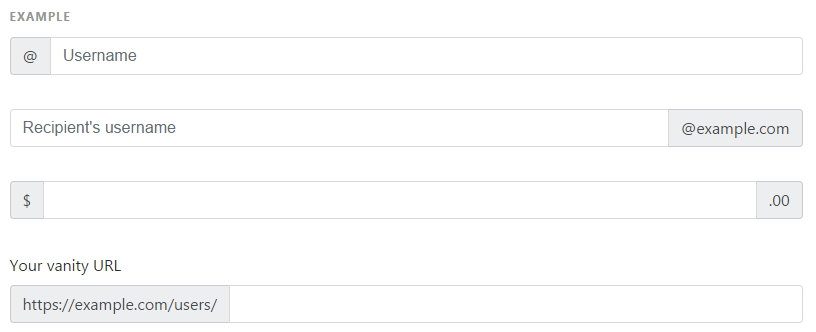 EXAMPLE
@ Username
Recipient's username @example.com
$ .00
Your vanity URL
https://example.com/users/